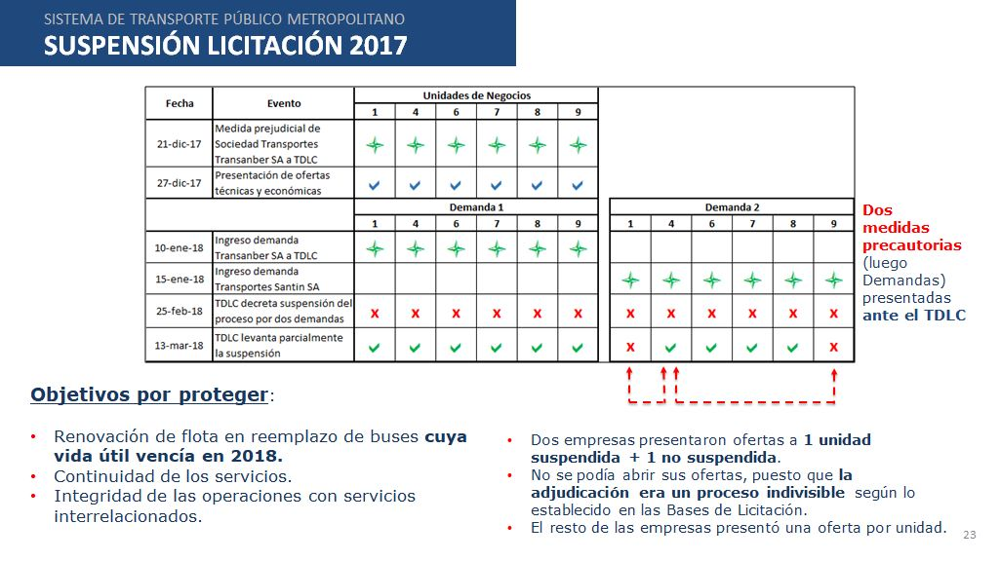 SISTEMA DE TRANSPORTE PÚBLICO METROPOLITANO
SUSPENSIÓN LICITACIÓN 2017
Fecha Evento Unidades de Negocios
1 4 6 7 8 9
21-dic-17 Medida prejudicial de
Sociedad Transportes
Transanber SA a TDLC
27-dic-17 Presentación de ofertas
técnicas y económicas
Demanda 1 Demanda 2
1 4 6 7 8 9 1 4 6 7 8 9
10-ene-18 Ingreso demanda
Transanber SA a TDLC
15-ene-18 Ingreso demanda
Transportes Santin SA
25-feb-18 TDLC decreta suspensión del
proceso por dos demandas
x x x x x x x x x x x x
13-mar-18 TDLC levanta parcialmente
la suspensión
x x
Dos
medidas
precautorias
(luego
Demandas)
presentadas
ante el TDLC
Objetivos por proteger:
• Renovación de flota en reemplazo de buses cuya
vida útil vencía en 2018.
• Continuidad de los servicios.
• Integridad de las operaciones con servicios
interrelacionados.
• Dos empresas presentaron ofertas a 1 unidad
suspendida + 1 no suspendida.
• No se podía abrir sus ofertas, puesto que la
adjudicación era un proceso indivisible según lo
establecido en las Bases de Licitación.
• El resto de las empresas presentó una oferta por unidad.
23